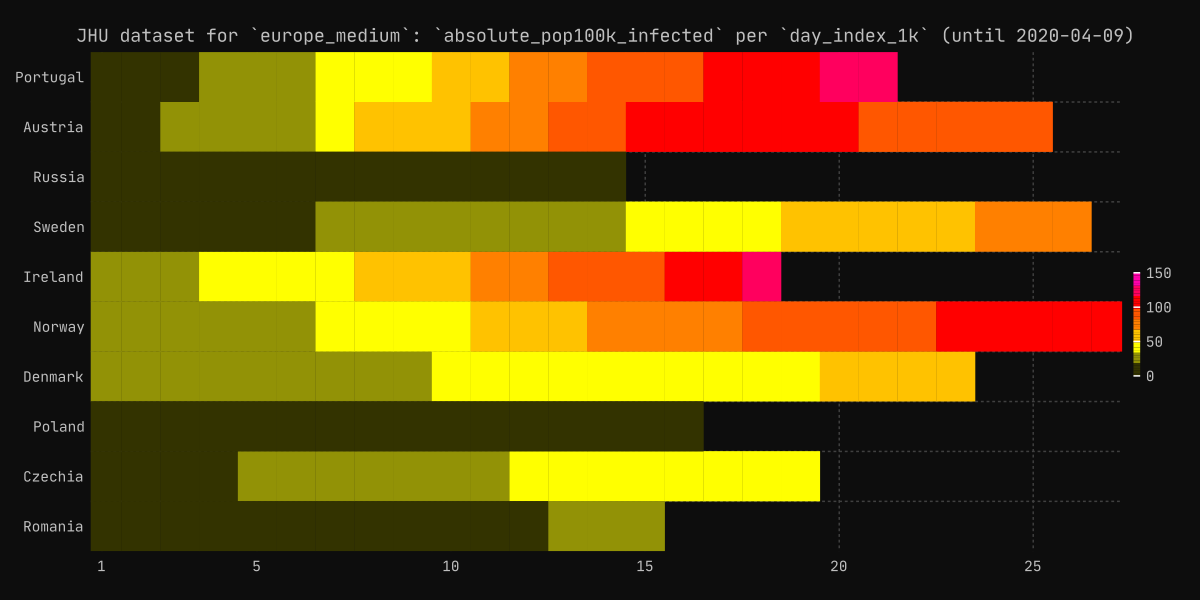 JHU dataset for `europe_medium`: `absolute_pop100k_infected` per `day_index_1k` (until 2020-04-09)
Portugal
Austria
Russia
Sweden
Ireland
Norway
Denmark
Poland
Czechia
Romania
1 5 10 15 20 25
150
100
50
0